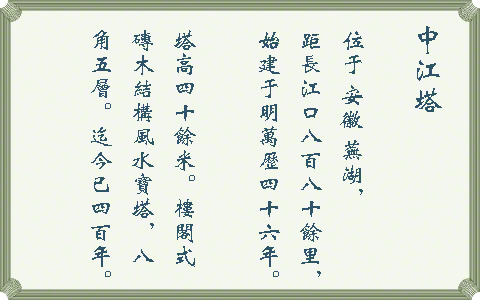 中江塔
位于 安徽 蕪湖，
距長江口八百八十餘里，
始建于明萬歷四十六年。
塔高四十餘米。 樓閣式
磚木結構風水寶塔， 八
角五層。 迄今已四百年。